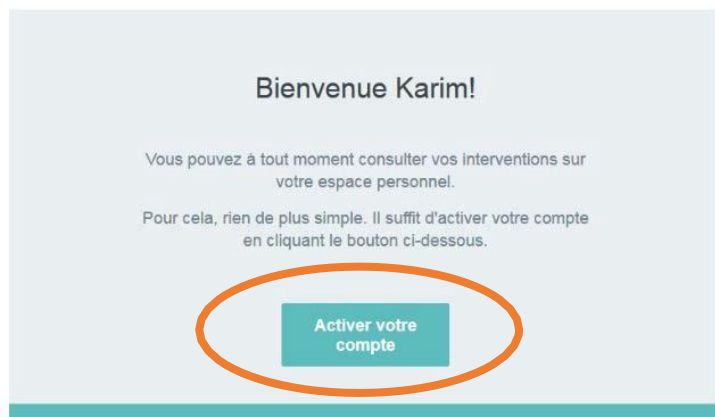 Bienvenue Karim!
Vous pouvez à tout moment consulter vos interventions sur
votre espace personnel.
Pour cela, rien de plus simple. Il suffit d'activer votre compte
en cliquant le bouton ci-dessous.
Activer votre
compte